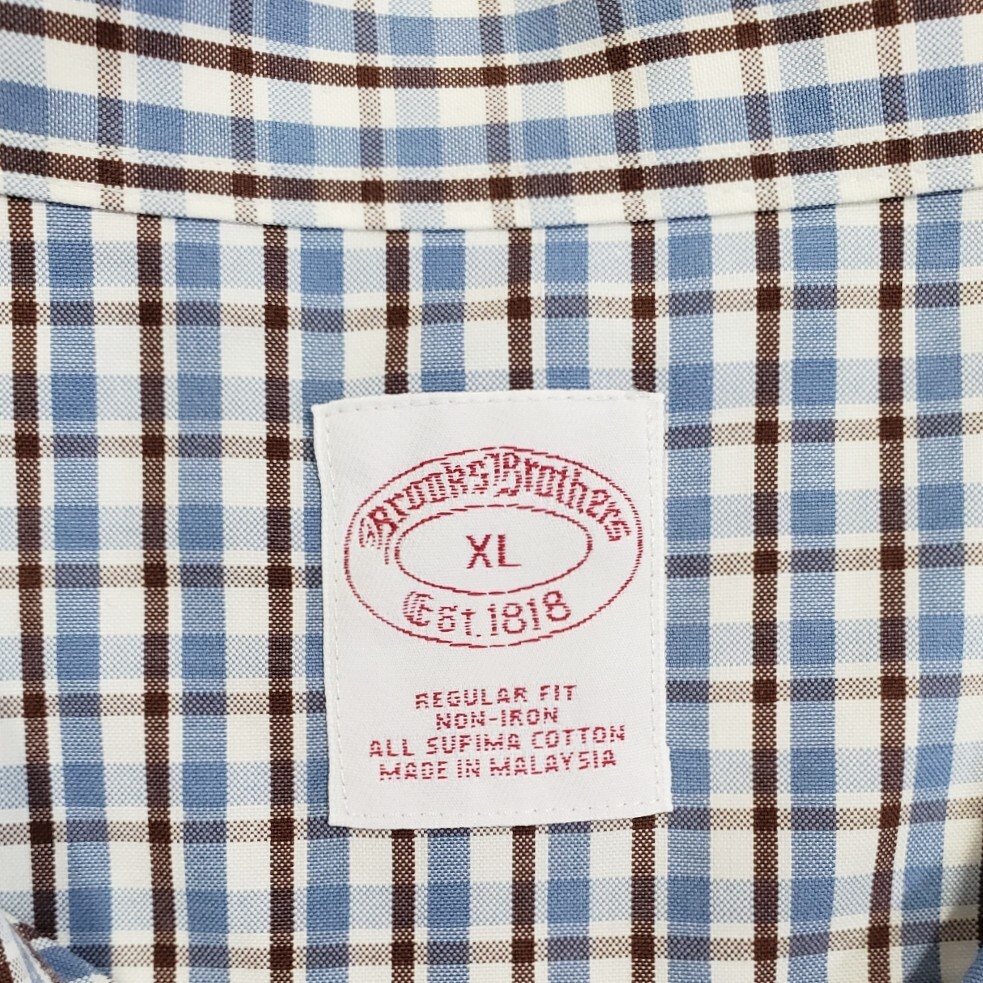 Brooks Brothers
XL
Est. 1818
REGULAR FIT
NON-IRON
ALL SUPIMA COTTON
MADE IN MALAYSIA